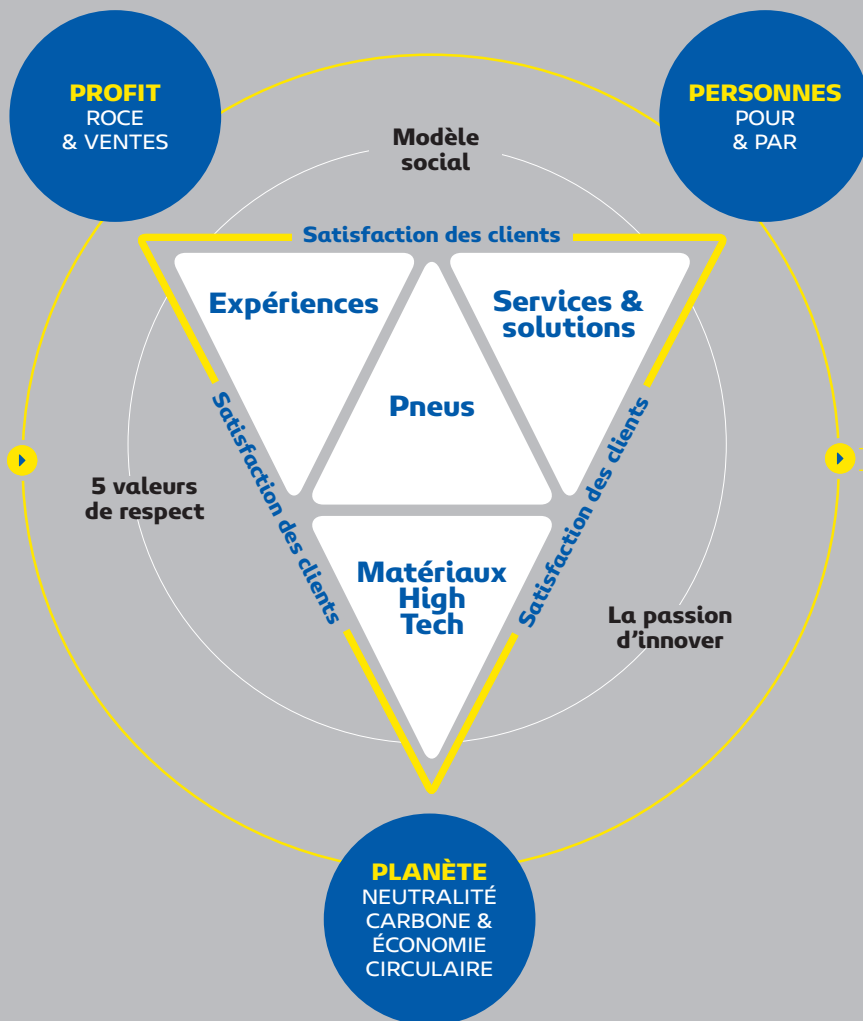 PROFIT
ROCE
& VENTES
PERSONNES
POUR
& PAR
Modèle
social
Satisfaction des clients
Expériences
Services &
solutions
Pneus
Satisfaction des clients
Satisfaction des clients
5 valeurs
de respect
Matériaux
High
Tech
La passion
d’innover
PLANÈTE
NEUTRALITÉ
CARBONE &
ÉCONOMIE
CIRCULAIRE